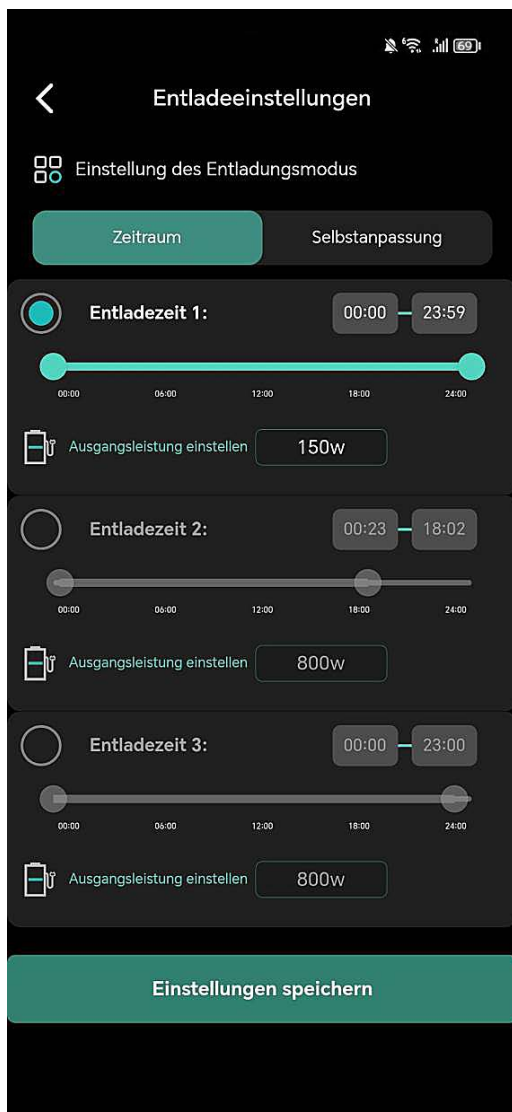 69
Entladeeinstellungen
Einstellung des Entladungsmodus
Zeitraum Selbstanpassung
Entladezeit 1: 00:00 – 23:59
00:00 06:00 12:00 18:00 24:00
Ausgangsleistung einstellen 150w
Entladezeit 2: 00:23 – 18:02
00:00 06:00 12:00 18:00 24:00
Ausgangsleistung einstellen 800w
Entladezeit 3: 00:00 – 23:00
00:00 06:00 12:00 18:00 24:00
Ausgangsleistung einstellen 800w
Einstellungen speichern